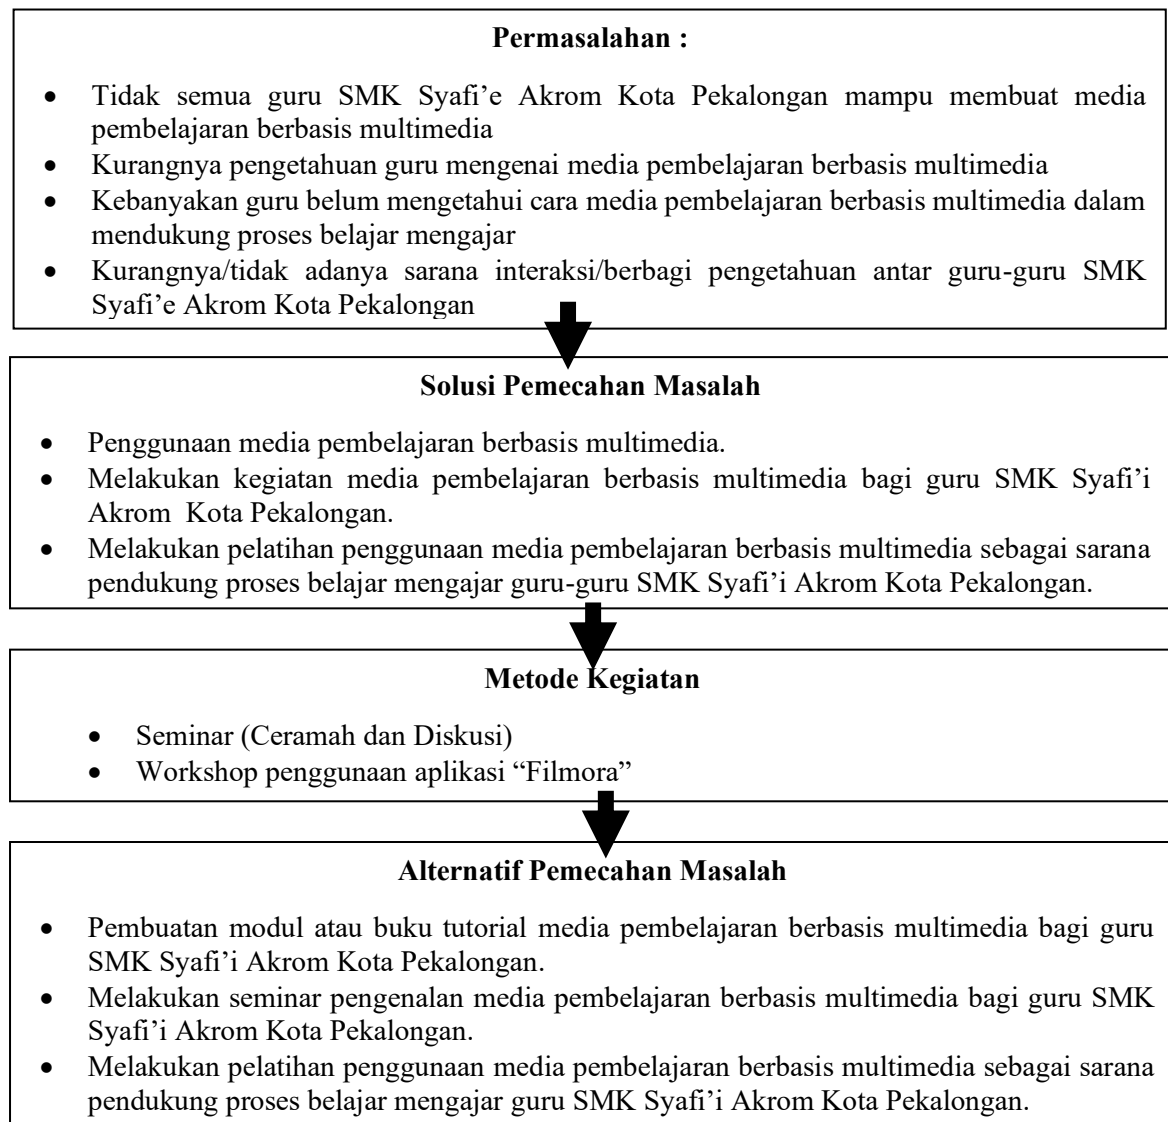 Permasalahan :
• Tidak semua guru SMK Syafi’e Akrom Kota Pekalongan mampu membuat media
pembelajaran berbasis multimedia
• Kurangnya pengetahuan guru mengenai media pembelajaran berbasis multimedia
• Kebanyakan guru belum mengetahui cara media pembelajaran berbasis multimedia dalam
mendukung proses belajar mengajar
• Kurangnya/tidak adanya sarana interaksi/berbagi pengetahuan antar guru-guru SMK
Syafi’e Akrom Kota Pekalongan
Solusi Pemecahan Masalah
• Penggunaan media pembelajaran berbasis multimedia.
• Melakukan kegiatan media pembelajaran berbasis multimedia bagi guru SMK Syafi’i
Akrom Kota Pekalongan.
• Melakukan pelatihan penggunaan media pembelajaran berbasis multimedia sebagai sarana
pendukung proses belajar mengajar guru-guru SMK Syafi’i Akrom Kota Pekalongan.
Metode Kegiatan
• Seminar (Ceramah dan Diskusi)
• Workshop penggunaan aplikasi “Filmora”
Alternatif Pemecahan Masalah
• Pembuatan modul atau buku tutorial media pembelajaran berbasis multimedia bagi guru
SMK Syafi’i Akrom Kota Pekalongan.
• Melakukan seminar pengenalan media pembelajaran berbasis multimedia bagi guru SMK
Syafi’i Akrom Kota Pekalongan.
• Melakukan pelatihan penggunaan media pembelajaran berbasis multimedia sebagai sarana
pendukung proses belajar mengajar guru SMK Syafi’i Akrom Kota Pekalongan.